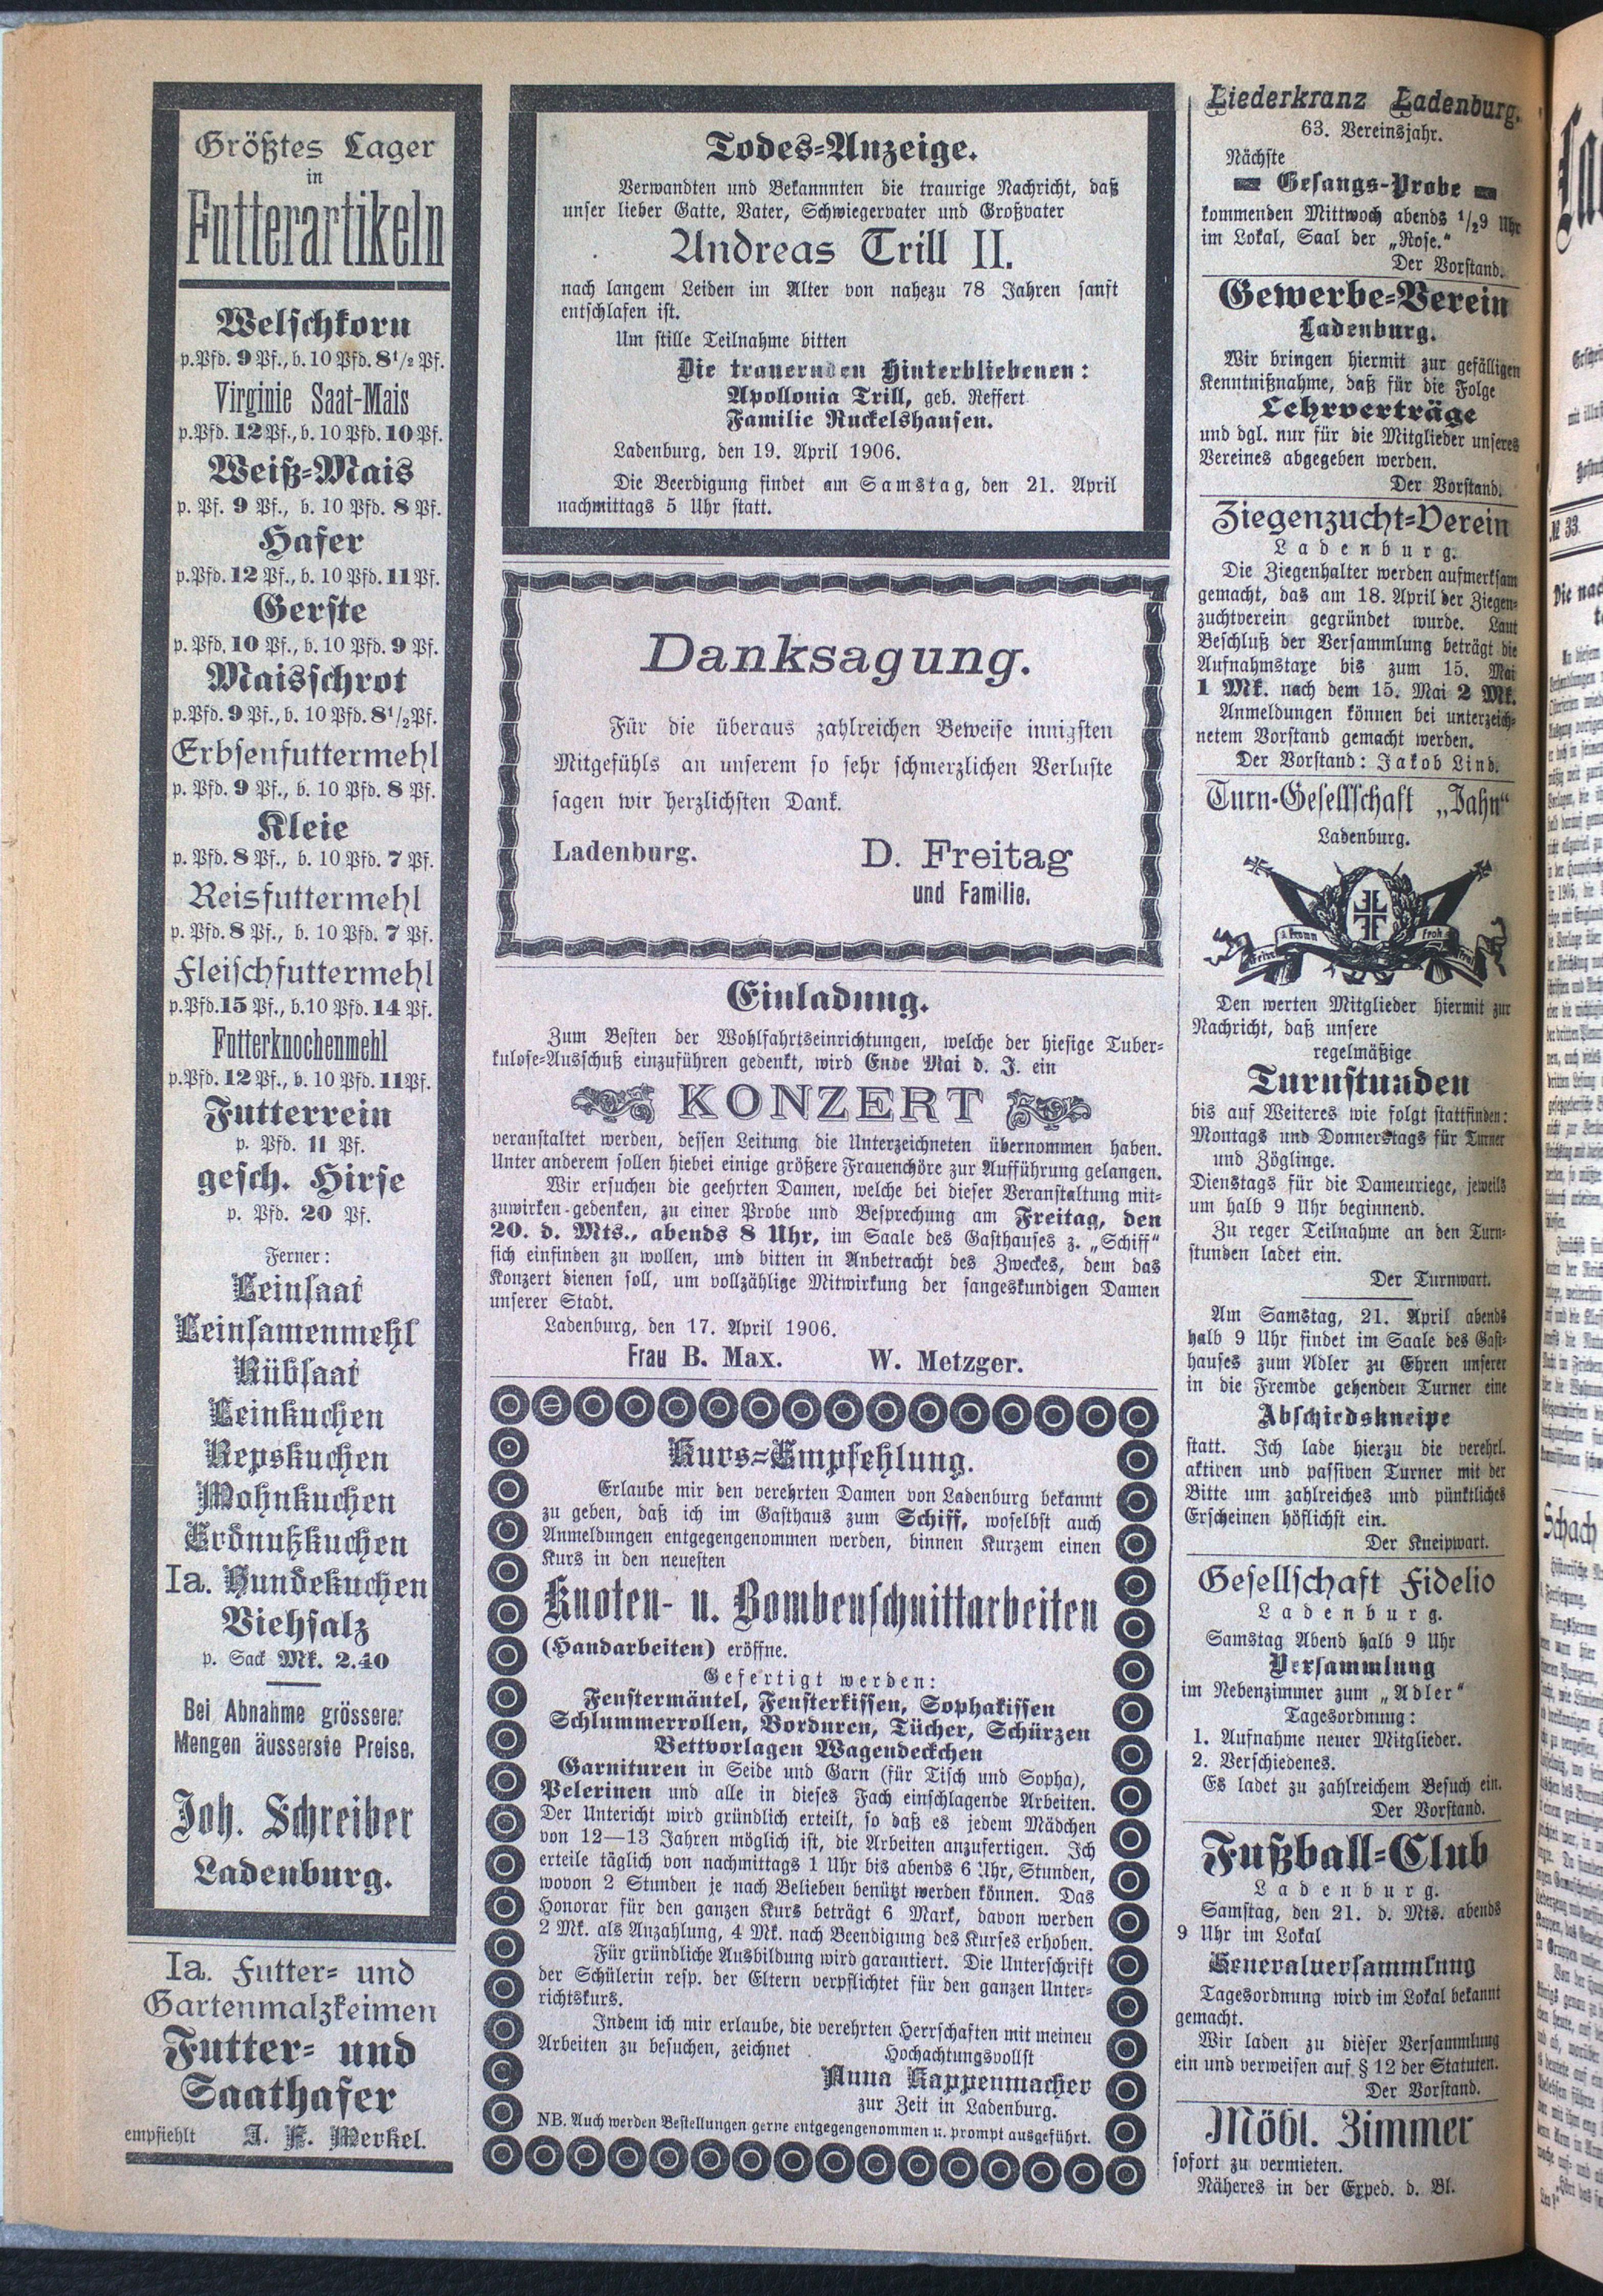 Größtes Lager
in
Futterartikeln
Welschkorn
p. Pfd. 9 Pf., b. 10 Pfd. 8 1/2 Pf.
Virginie Saat-Mais
p. Pfd. 12 Pf., b. 10 Pfd. 10 Pf.
Weiß-Mais
p. Pf. 9 Pf., b. 10 Pfd. 8 Pf.
Hafer
p. Pfd. 12 Pf., b. 10 Pfd. 11 Pf.
Gerste
p. Pfd. 10 Pf., b. 10 Pfd. 9 Pf.
Maisschrot
p. Pfd. 9 Pf., b. 10 Pfd. 8 1/2 Pf.
Erbsenfuttermehl
p. Pfd. 9 Pf., b. 10 Pfd. 8 Pf.
Kleie
p. Pfd. 8 Pf., b. 10 Pfd. 7 Pf.
Reisfuttermehl
p. Pfd. 8 Pf., b. 10 Pfd. 7 Pf.
Fleischfuttermehl
p. Pfd. 15 Pf., b. 10 Pfd. 14 Pf.
Futterknochenmehl
p. Pfd. 12 Pf., b. 10 Pfd. 11 Pf.
Futterrein
p. Pfd. 11 Pf.
gesch. Hirse
p. Pfd. 20 Pf.
Ferner:
Leinsaat
Leinsamenmehl
Rübsaat
Leinkuchen
Repskuchen
Mohnkuchen
Erdnußkuchen
Ia. Hundekuchen
Viehsalz
p. Sack Mk. 2.40
Bei Abnahme grösserer
Mengen äusserste Preise.
Joh. Schreiber
Ladenburg.
Ia. Futter- und
Gartenmalzkeimen
Futter- und
Saathafer
empfiehlt J. F. Merkel.
Todes-Anzeige.
Verwandten und Bekannnten die traurige Nachricht, daß
unser lieber Gatte, Vater, Schwiegervater und Großvater
Andreas Trill II.
nach langem Leiden im Alter von nahezu 78 Jahren sanft
entschlafen ist.
Um stille Teilnahme bitten
Die trauernden Hinterbliebenen:
Apollonia Trill, geb. Neffert
Familie Ruckelshausen.
Ladenburg, den 19. April 1906.
Die Beerdigung findet am Samstag, den 21. April
nachmittags 5 Uhr statt.
Danksagung.
Für die überaus zahlreichen Beweise innigsten
Mitgefühls an unserem so sehr schmerzlichen Verluste
sagen wir herzlichsten Dank.
Ladenburg. D. Freitag
und Familie.
Einladung.
Zum Besten der Wohlfahrtseinrichtungen, welche der hiesige Tuber-
kulose-Ausschuß einzuführen gedenkt, wird Ende Mai d. J. ein
KONZERT
veranstaltet werden, dessen Leitung die Unterzeichneten übernommen haben.
Unter anderem sollen hiebei einige größere Frauenchöre zur Aufführung gelangen.
Wir ersuchen die geehrten Damen, welche bei dieser Veranstaltung mit-
zuwirken gedenken, zu einer Probe und Besprechung am Freitag, den
20. d. Mts., abends 8 Uhr, im Saale des Gasthauses z. „Schiff“
sich einfinden zu wollen, und bitten in Anbetracht des Zweckes, dem das
Konzert dienen soll, um vollzählige Mitwirkung der sangeskundigen Damen
unserer Stadt.
Ladenburg, den 17. April 1906.
Frau B. Max. W. Metzger.
Kurs-Empfehlung.
Erlaube mir den verehrten Damen von Ladenburg bekannt
zu geben, daß ich im Gasthaus zum Schiff, woselbst auch
Anmeldungen entgegengenommen werden, binnen Kurzem einen
Kurs in den neuesten
Knoten- u. Bombenschnittarbeiten
(Handarbeiten) eröffne.
Gefertigt werden:
Fenstermäntel, Fensterkissen, Sophakissen
Schlummerrollen, Borduren, Tücher, Schürzen
Bettvorlagen Wagendeckchen
Garnituren in Seide und Garn (für Tisch und Sopha),
Pelerinen und alle in dieses Fach einschlagende Arbeiten.
Der Untericht wird gründlich erteilt, so daß es jedem Mädchen
von 12—13 Jahren möglich ist, die Arbeiten anzufertigen. Ich
erteile täglich von nachmittags 1 Uhr bis abends 6 Uhr, Stunden,
wovon 2 Stunden je nach Belieben benützt werden können. Das
Honorar für den ganzen Kurs beträgt 6 Mark, davon werden
2 Mk. als Anzahlung, 4 Mk. nach Beendigung des Kurses erhoben.
Für gründliche Ausbildung wird garantiert. Die Unterschrift
der Schülerin resp. der Eltern verpflichtet für den ganzen Unter-
richtskurs.
Indem ich mir erlaube, die verehrten Herrschaften mit meinen
Arbeiten zu besuchen, zeichnet Hochachtungsvollst
Anna Kappenmacher
zur Zeit in Ladenburg.
NB. Auch werden Bestellungen gerne entgegengenommen u. prompt ausgeführt.
Liederkranz Ladenburg.
63. Vereinsjahr.
Nächste
Gesangs-Probe
kommenden Mittwoch abends 1/29 Uhr
im Lokal, Saal der „Rose.“
Der Vorstand.
Gewerbe-Verein
Ladenburg.
Wir bringen hiermit zur gefälligen
Kenntnißnahme, daß für die Folge
Lehrverträge
und dgl. nur für die Mitglieder unseres
Vereines abgegeben werden.
Der Vorstand.
Ziegenzucht-Verein
Ladenburg.
Die Ziegenhalter werden aufmerksam
gemacht, das am 18. April der Ziegen-
zuchtverein gegründet wurde. Laut
Beschluß der Versammlung beträgt die
Aufnahmstaxe bis zum 15. Mai
1 Mk. nach dem 15. Mai 2 Mk.
Anmeldungen können bei unterzeich-
netem Vorstand gemacht werden.
Der Vorstand: Jakob Lind.
Turn-Gesellschaft „Jahn“
Ladenburg.
Frisch Fromm Froh Frei
Den werten Mitglieder hiermit zur
Nachricht, daß unsere
regelmäßige
Turnstunden
bis auf Weiteres wie folgt stattfinden:
Montags und Donnerstags für Turner
und Zöglinge.
Dienstags für die Dameuriege, jeweils
um halb 9 Uhr beginnend.
Zu reger Teilnahme an den Turn-
stunden ladet ein.
Der Turnwart.
Am Samstag, 21. April abends
halb 9 Uhr findet im Saale des Gast-
hauses zum Adler zu Ehren unserer
in die Fremde gehenden Turner eine
Abschiedskneipe
statt. Ich lade hierzu die verehrl.
aktiven und passiven Turner mit der
Bitte um zahlreiches und pünktliches
Erscheinen höflichst ein.
Der Kneipwart.
Gesellschaft Fidelio
Ladenburg.
Samstag Abend halb 9 Uhr
Versammlung
im Nebenzimmer zum „Adler“
Tagesordnung:
1. Aufnahme neuer Mitglieder.
2. Verschiedenes.
Es ladet zu zahlreichem Besuch ein.
Der Vorstand.
Fußball-Club
Ladenburg.
Samstag, den 21. d. Mts. abends
9 Uhr im Lokal
Generalversammlung
Tagesordnung wird im Lokal bekannt
gemacht.
Wir laden zu dieser Versammlung
ein und verweisen auf § 12 der Statuten.
Der Vorstand.
Möbl. Zimmer
sofort zu vermieten.
Näheres in der Exped. d. Bl.
№ 33
Schach